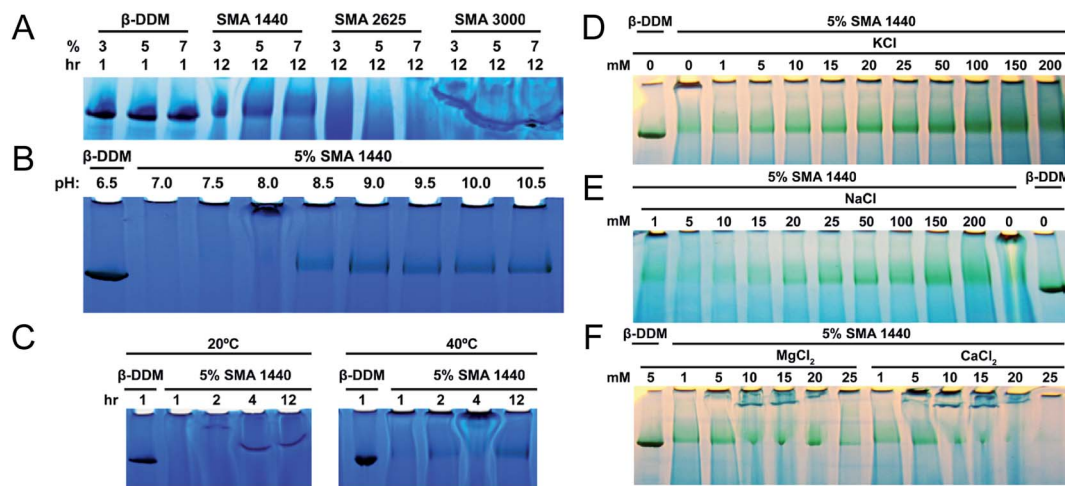 A
β-DDM SMA 1440 SMA 2625 SMA 3000
% 3 5 7 3 5 7 3 5 7 3 5 7
hr 1 1 1 12 12 12 12 12 12 12 12 12
B
β-DDM 5% SMA 1440
pH: 6.5 7.0 7.5 8.0 8.5 9.0 9.5 10.0 10.5
C
20ºC 40ºC
β-DDM 5% SMA 1440 β-DDM 5% SMA 1440
hr 1 1 2 4 12 1 1 2 4 12
D
β-DDM 5% SMA 1440
KCl
mM 0 0 1 5 10 15 20 25 50 100 150 200
E
5% SMA 1440 β-DDM
NaCl
mM 1 5 10 15 20 25 50 100 150 200 0 0
F
β-DDM 5% SMA 1440
MgCl₂ CaCl₂
mM 5 1 5 10 15 20 25 1 5 10 15 20 25